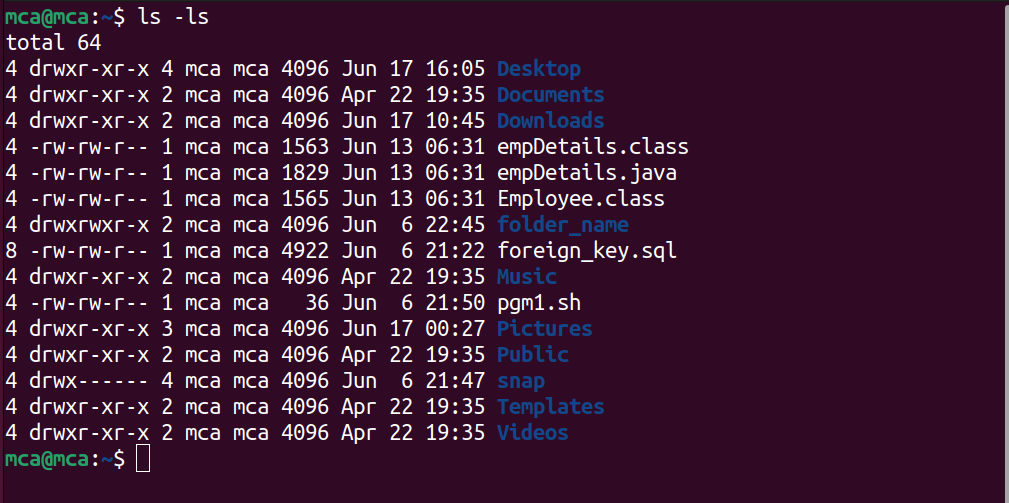 mca@mca:~$ ls -ls
total 64
4 drwxr-xr-x 4 mca mca 4096 Jun 17 16:05 Desktop
4 drwxr-xr-x 2 mca mca 4096 Apr 22 19:35 Documents
4 drwxr-xr-x 2 mca mca 4096 Jun 17 10:45 Downloads
4 -rw-rw-r-- 1 mca mca 1563 Jun 13 06:31 empDetails.class
4 -rw-rw-r-- 1 mca mca 1829 Jun 13 06:31 empDetails.java
4 -rw-rw-r-- 1 mca mca 1565 Jun 13 06:31 Employee.class
4 drwxrwxr-x 2 mca mca 4096 Jun  6 22:45 folder_name
8 -rw-rw-r-- 1 mca mca 4922 Jun  6 21:22 foreign_key.sql
4 drwxr-xr-x 2 mca mca 4096 Apr 22 19:35 Music
4 -rw-rw-r-- 1 mca mca   36 Jun  6 21:50 pgm1.sh
4 drwxr-xr-x 3 mca mca 4096 Jun 17 00:27 Pictures
4 drwxr-xr-x 2 mca mca 4096 Apr 22 19:35 Public
4 drwx------ 4 mca mca 4096 Jun  6 21:47 snap
4 drwxr-xr-x 2 mca mca 4096 Apr 22 19:35 Templates
4 drwxr-xr-x 2 mca mca 4096 Apr 22 19:35 Videos
mca@mca:~$